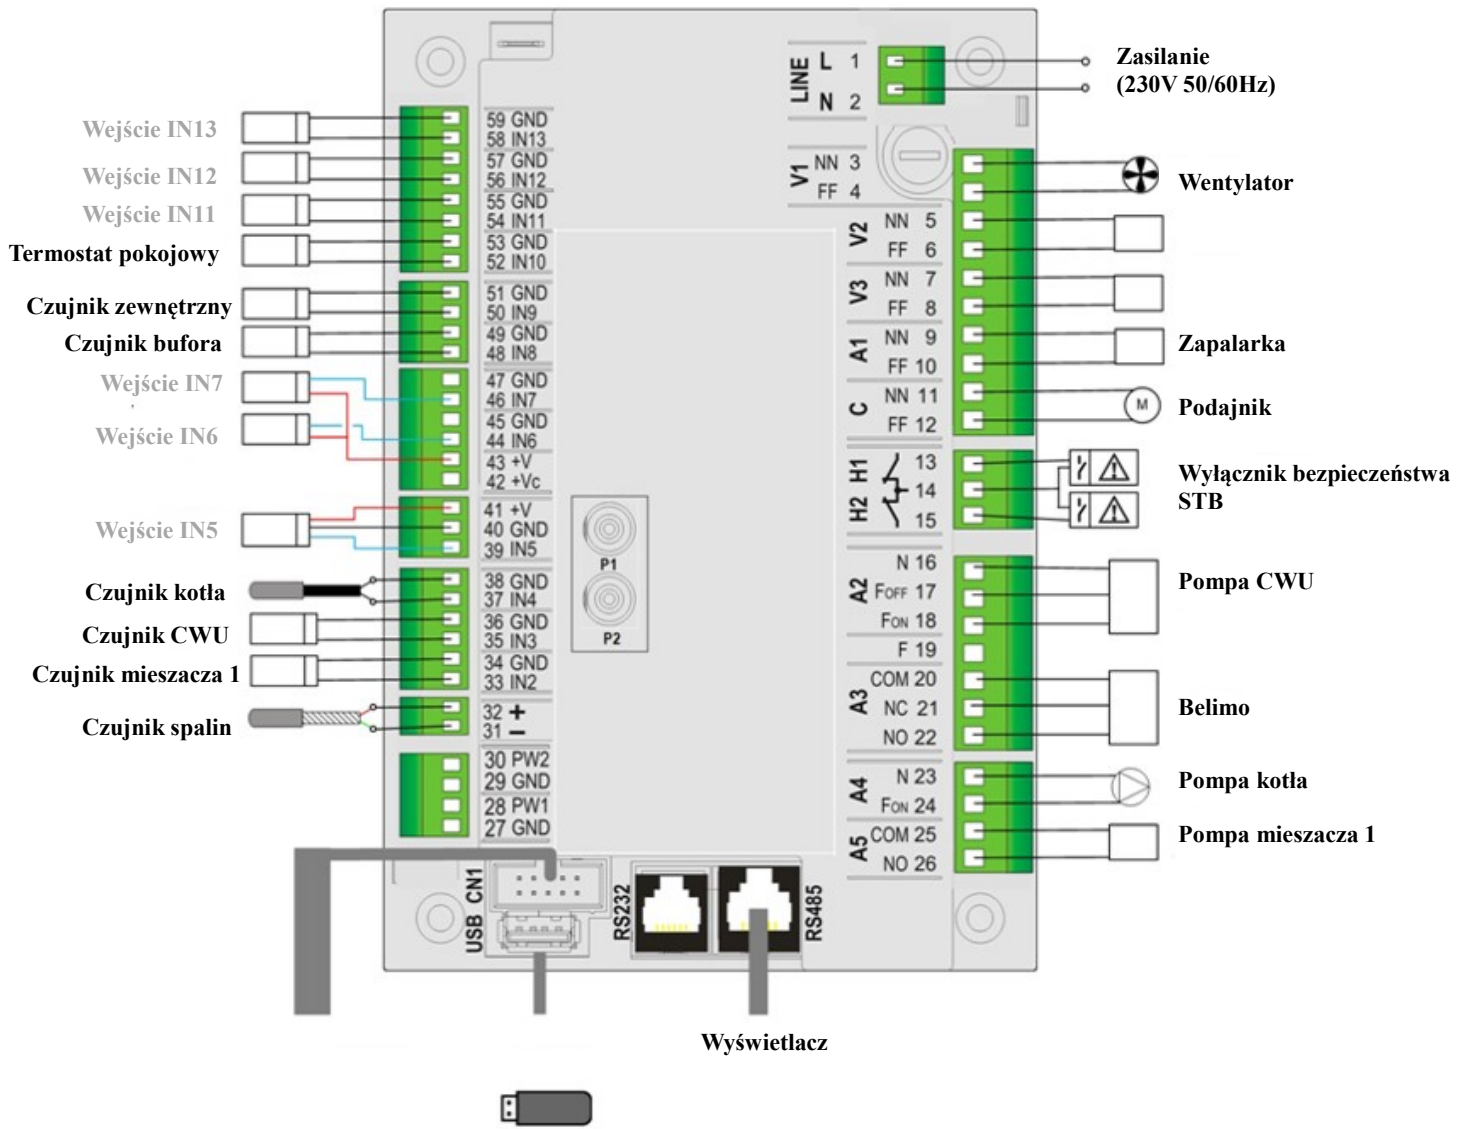 Wejście IN13
Wejście IN12
Wejście IN11
Termostat pokojowy
Czujnik zewnętrzny
Czujnik bufora
Wejście IN7
Wejście IN6
Wejście IN5
Czujnik kotła
Czujnik CWU
Czujnik mieszacza 1
Czujnik spalin
59 GND
58 IN13
57 GND
56 IN12
55 GND
54 IN11
53 GND
52 IN10
51 GND
50 IN9
49 GND
48 IN8
47 GND
46 IN7
45 GND
44 IN6
43 +V
42 +Vc
41 +V
40 GND
39 IN5
38 GND
37 IN4
36 GND
35 IN3
34 GND
33 IN2
32 +
31 −
30 PW2
29 GND
28 PW1
27 GND
P1
P2
USB CN1
RS232
RS485
LINE
L 1
N 2
V1
NN 3
FF 4
V2
NN 5
FF 6
V3
NN 7
FF 8
A1
NN 9
FF 10
C
NN 11
FF 12
H1
H2
13
14
15
A2
N 16
FOFF 17
FON 18
F 19
A3
COM 20
NC 21
NO 22
A4
N 23
FON 24
A5
COM 25
NO 26
Zasilanie
(230V 50/60Hz)
Wentylator
Zapalarka
M
Podajnik
Wyłącznik bezpieczeństwa
STB
Pompa CWU
Belimo
Pompa kotła
Pompa mieszacza 1
Wyświetlacz